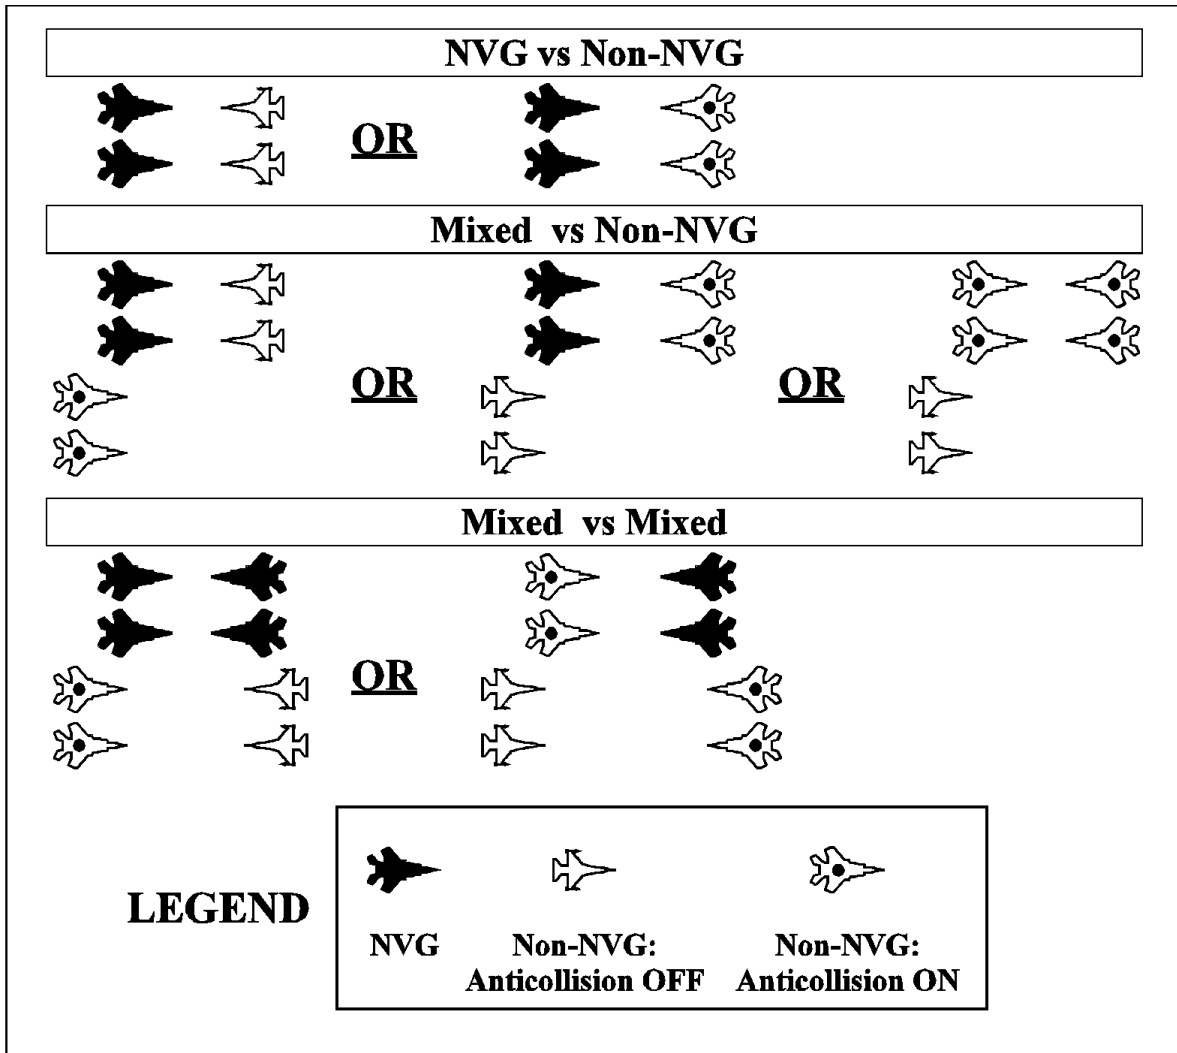 NVG vs Non-NVG
OR
Mixed  vs Non-NVG
OR
OR
Mixed  vs Mixed
OR
LEGEND
NVG
Non-NVG:
Anticollision OFF
Non-NVG:
Anticollision ON